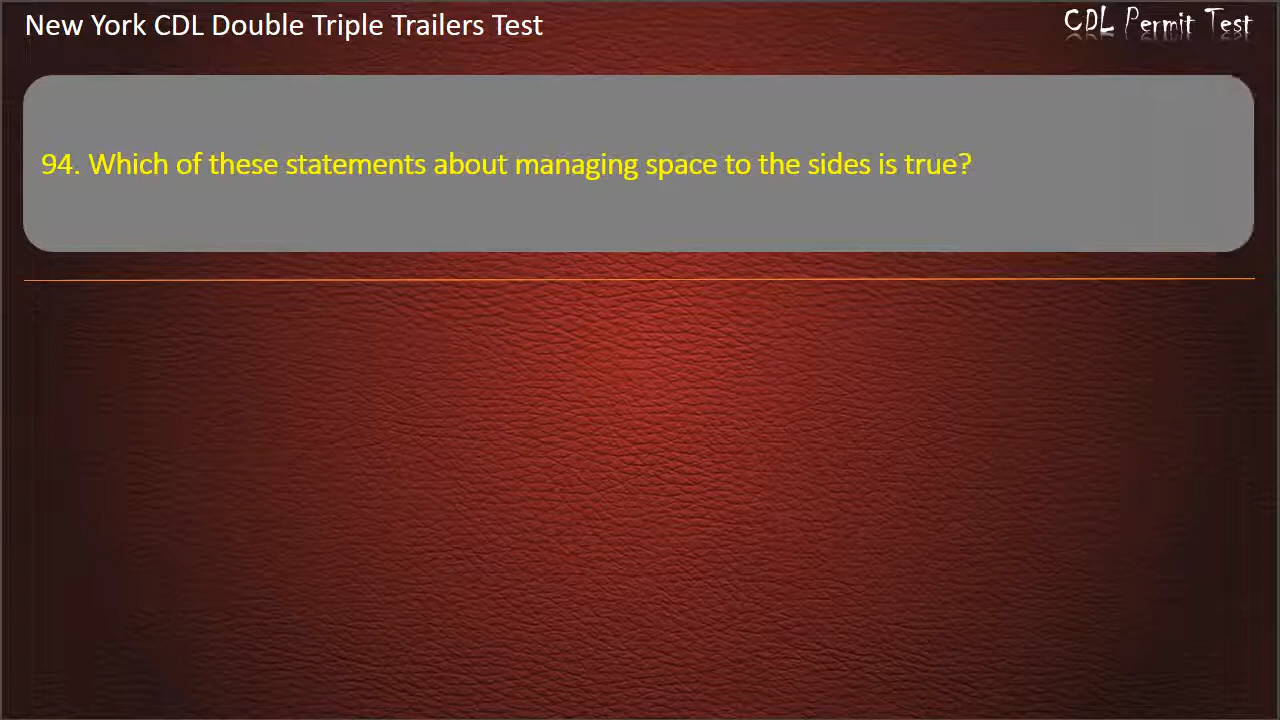 New York CDL Double Triple Trailers Test
CDL Permit Test
94. Which of these statements about managing space to the sides is true?